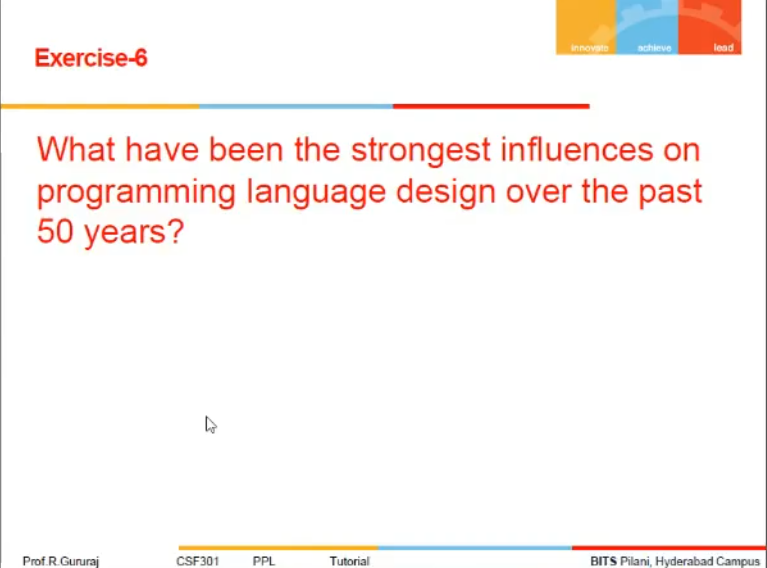 innovate achieve lead
Exercise-6
What have been the strongest influences on
programming language design over the past
50 years?
Prof.R.Gururaj CSF301 PPL Tutorial BITS Pilani, Hyderabad Campus